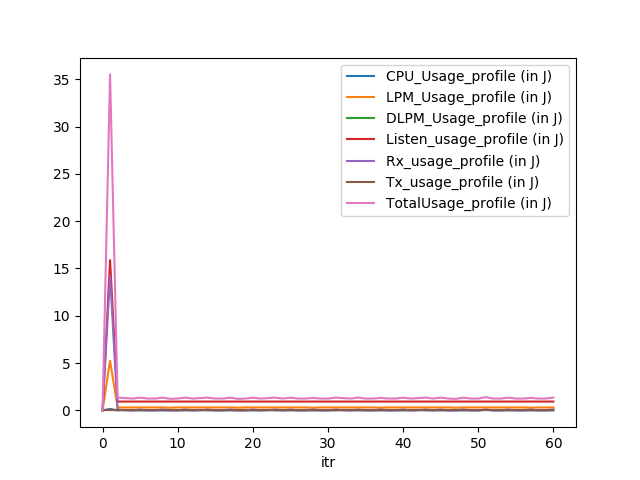 35
30
25
20
15
10
5
0
CPU_Usage_profile (in J)
LPM_Usage_profile (in J)
DLPM_Usage_profile (in J)
Listen_usage_profile (in J)
Rx_usage_profile (in J)
Tx_usage_profile (in J)
TotalUsage_profile (in J)
0 10 20 30 40 50 60
itr